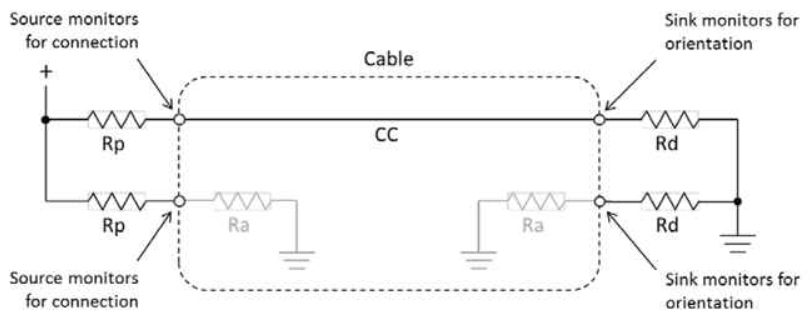 Source monitors
for connection
Sink monitors for
orientation
Cable
+
Rp
CC
Rd
Rp
Ra
Ra
Rd
Source monitors
for connection
Sink monitors for
orientation